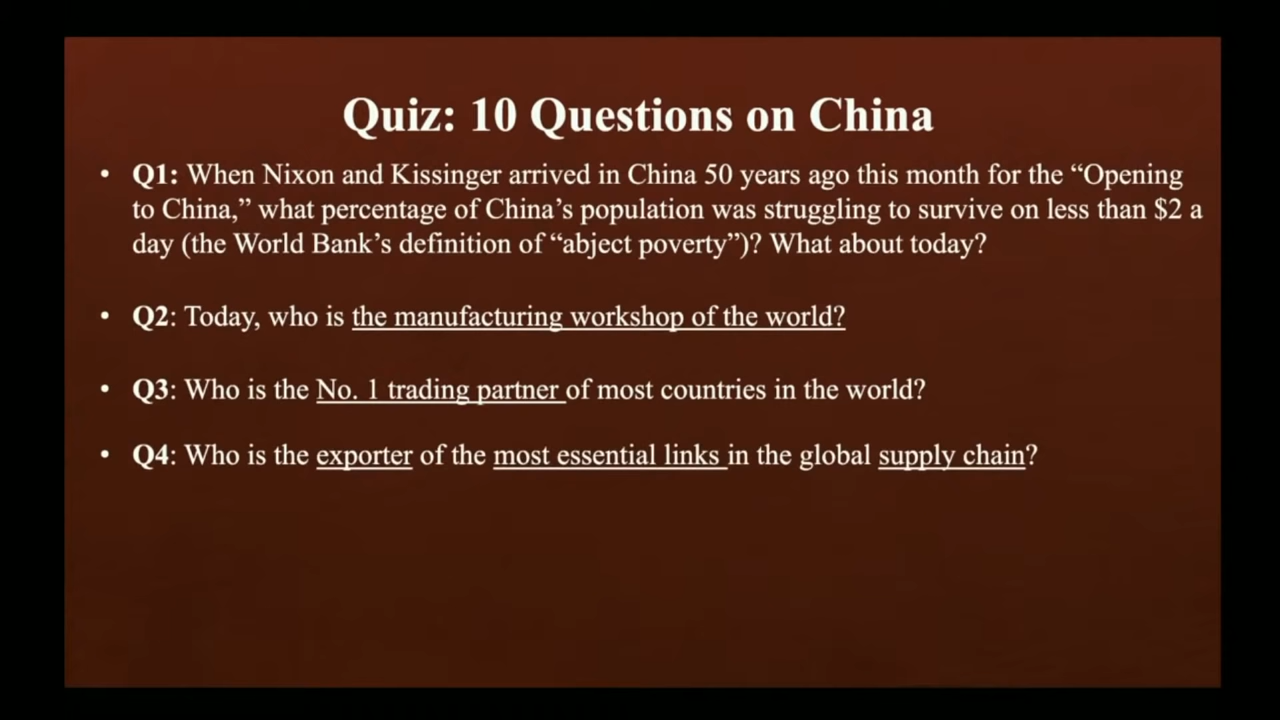 Quiz: 10 Questions on China
• Q1: When Nixon and Kissinger arrived in China 50 years ago this month for the “Opening
to China,” what percentage of China’s population was struggling to survive on less than $2 a
day (the World Bank’s definition of “abject poverty”)? What about today?
• Q2: Today, who is the manufacturing workshop of the world?
• Q3: Who is the No. 1 trading partner of most countries in the world?
• Q4: Who is the exporter of the most essential links in the global supply chain?